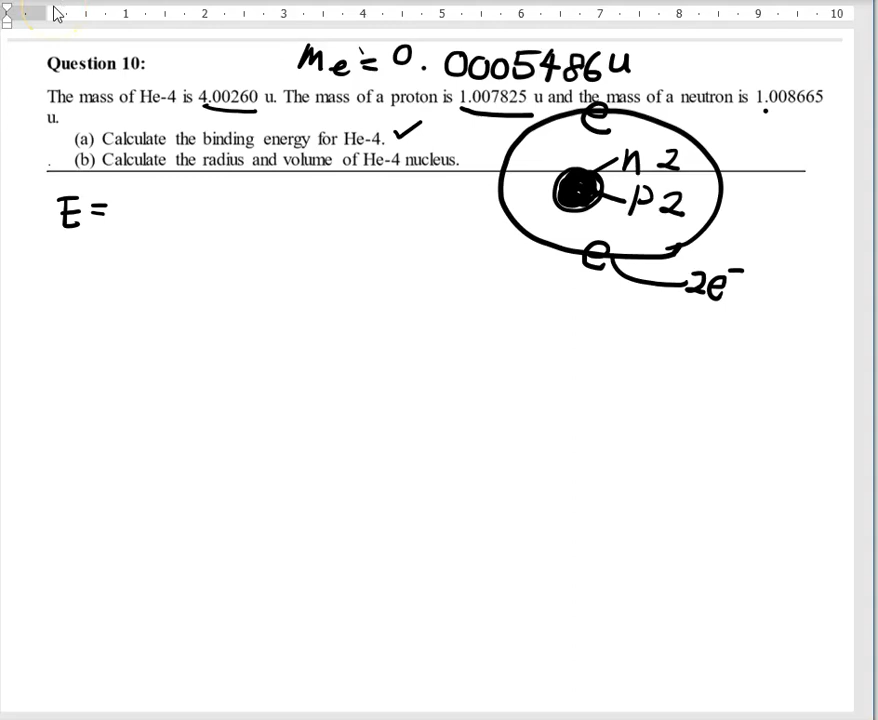 1 2 3 4 5 6 7 8 9 10
Question 10:
Me = 0.0005486u
The mass of He-4 is 4.00260 u. The mass of a proton is 1.007825 u and the mass of a neutron is 1.008665
u.
(a) Calculate the binding energy for He-4. ✓
(b) Calculate the radius and volume of He-4 nucleus.
e
n 2
p 2
E =
e
2e⁻